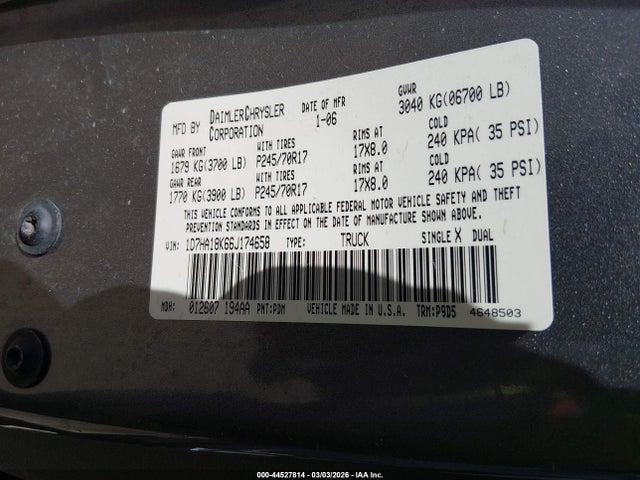 MFD BY DAIMLERCHRYSLER CORPORATION DATE OF MFR 1-06 GVWR 3040 KG(06700 LB)
GAWR FRONT WITH TIRES RIMS AT COLD
1679 KG(3700 LB) P245/70R17 17X8.0 240 KPA( 35 PSI)
GAWR REAR WITH TIRES RIMS AT COLD
1770 KG(3900 LB) P245/70R17 17X8.0 240 KPA( 35 PSI)
THIS VEHICLE CONFORMS TO ALL APPLICABLE FEDERAL MOTOR VEHICLE SAFETY AND THEFT
PREVENTION STANDARDS IN EFFECT ON THE DATE OF MANUFACTURE SHOWN ABOVE.
VIN: 1D7HA18K66J174658 TYPE: TRUCK SINGLE X DUAL
MDH: 012607 194AA PNT:PDM VEHICLE MADE IN U.S.A. TRM:P9D5 4648503
000-44527814 - 03/03/2026 - IAA Inc.